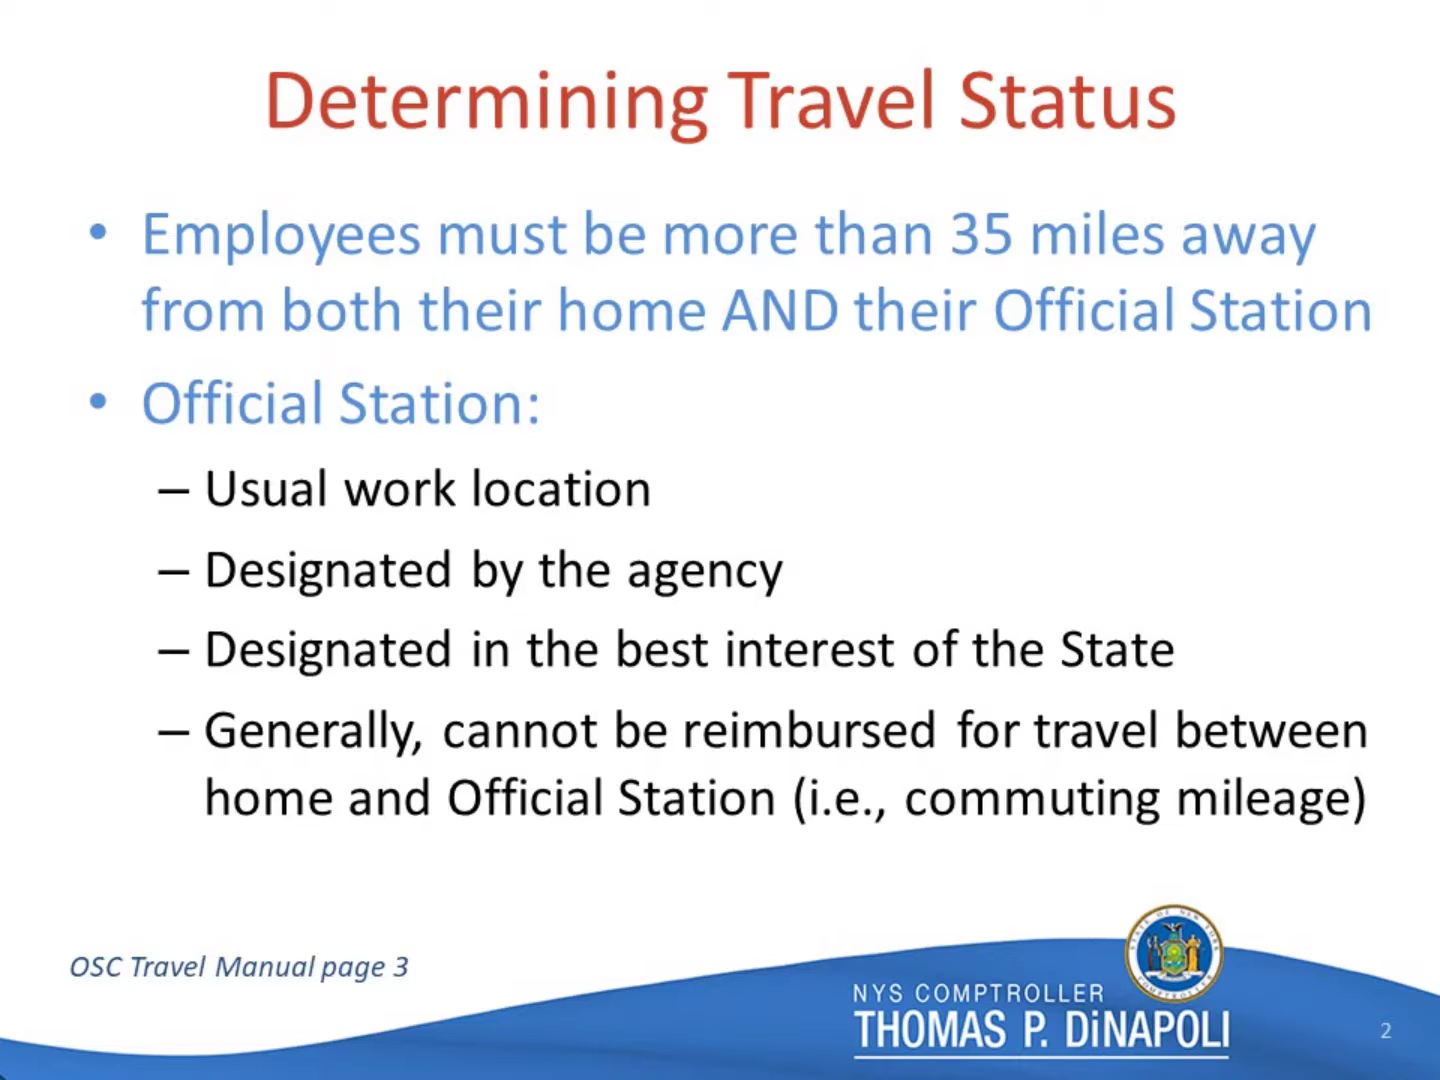 Determining Travel Status
• Employees must be more than 35 miles away
from both their home AND their Official Station
• Official Station:
– Usual work location
– Designated by the agency
– Designated in the best interest of the State
– Generally, cannot be reimbursed for travel between
home and Official Station (i.e., commuting mileage)
OSC Travel Manual page 3
NYS COMPTROLLER
THOMAS P. DiNAPOLI
2